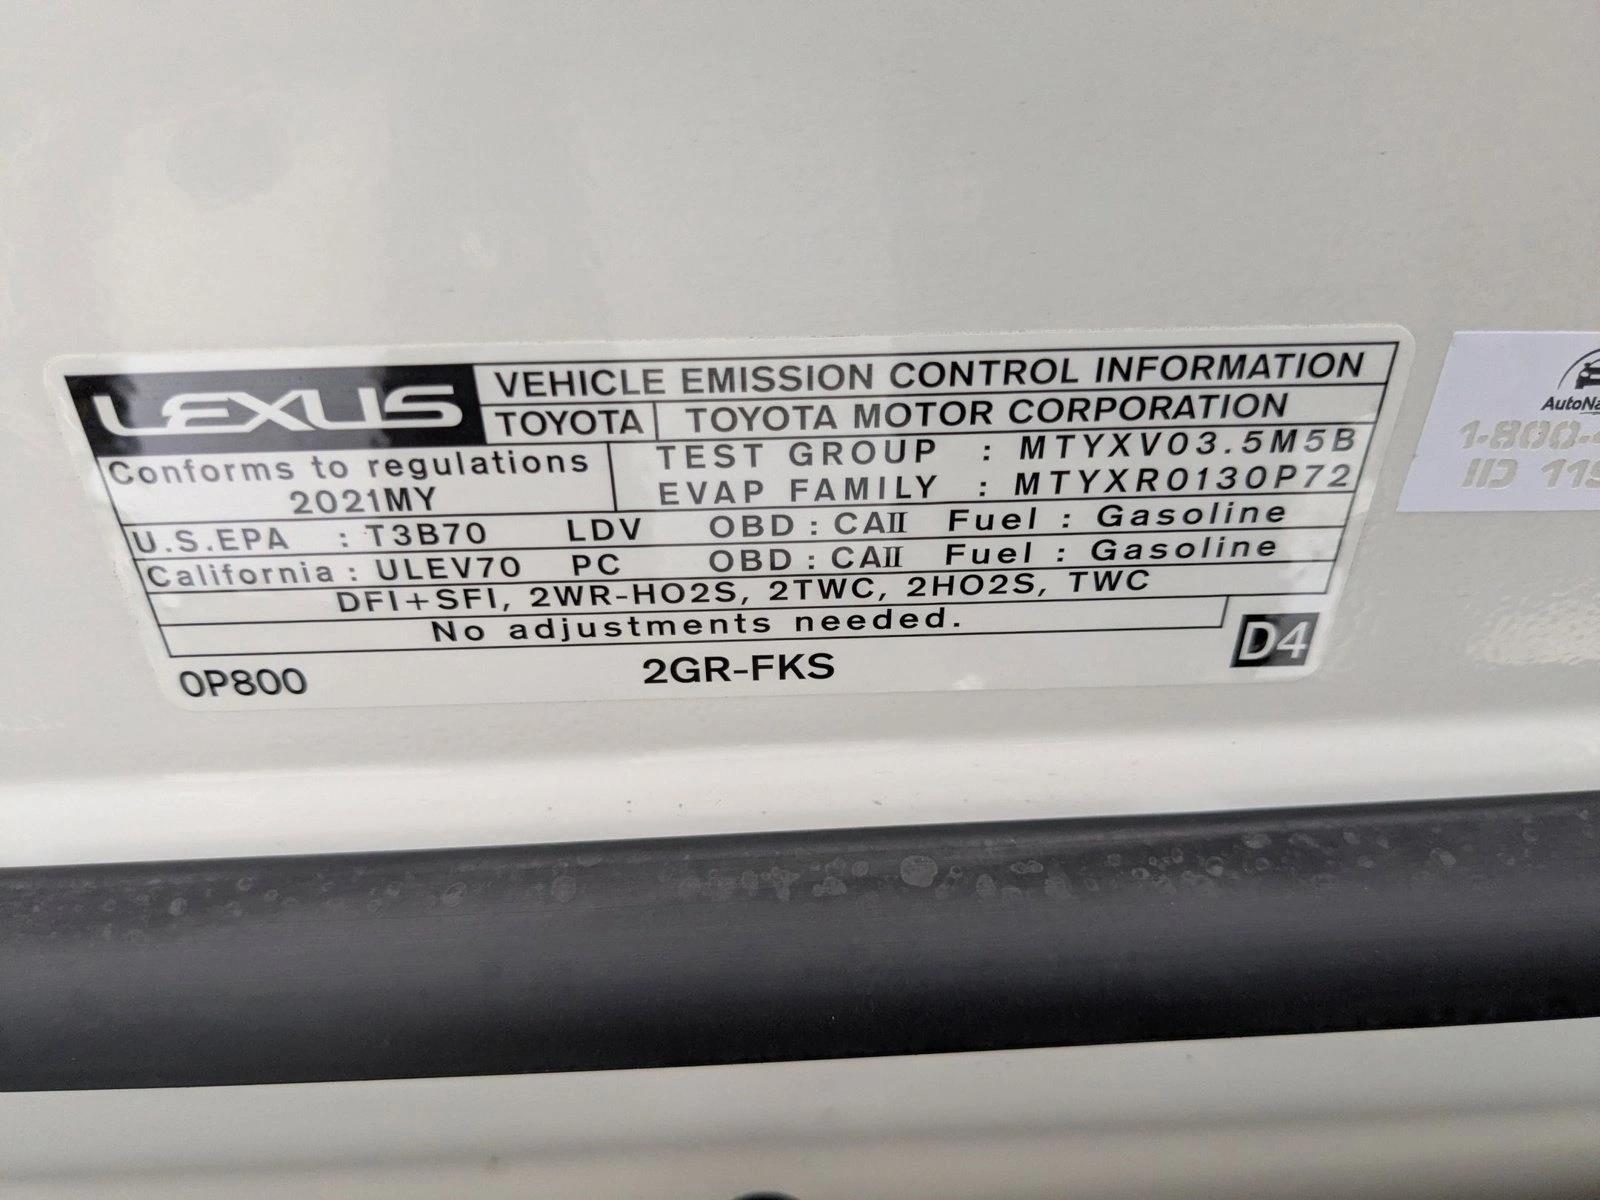 LEXUS VEHICLE EMISSION CONTROL INFORMATION
TOYOTA TOYOTA MOTOR CORPORATION
Conforms to regulations
2021MY
TEST GROUP : MTYXV03.5M5B
EVAP FAMILY : MTYXR0130P72
U.S.EPA : T3B70 LDV OBD : CAII Fuel : Gasoline
California : ULEV70 PC OBD : CAII Fuel : Gasoline
DFI+SFI, 2WR-HO2S, 2TWC, 2HO2S, TWC
No adjustments needed.
0P800 2GR-FKS D4
1-800-